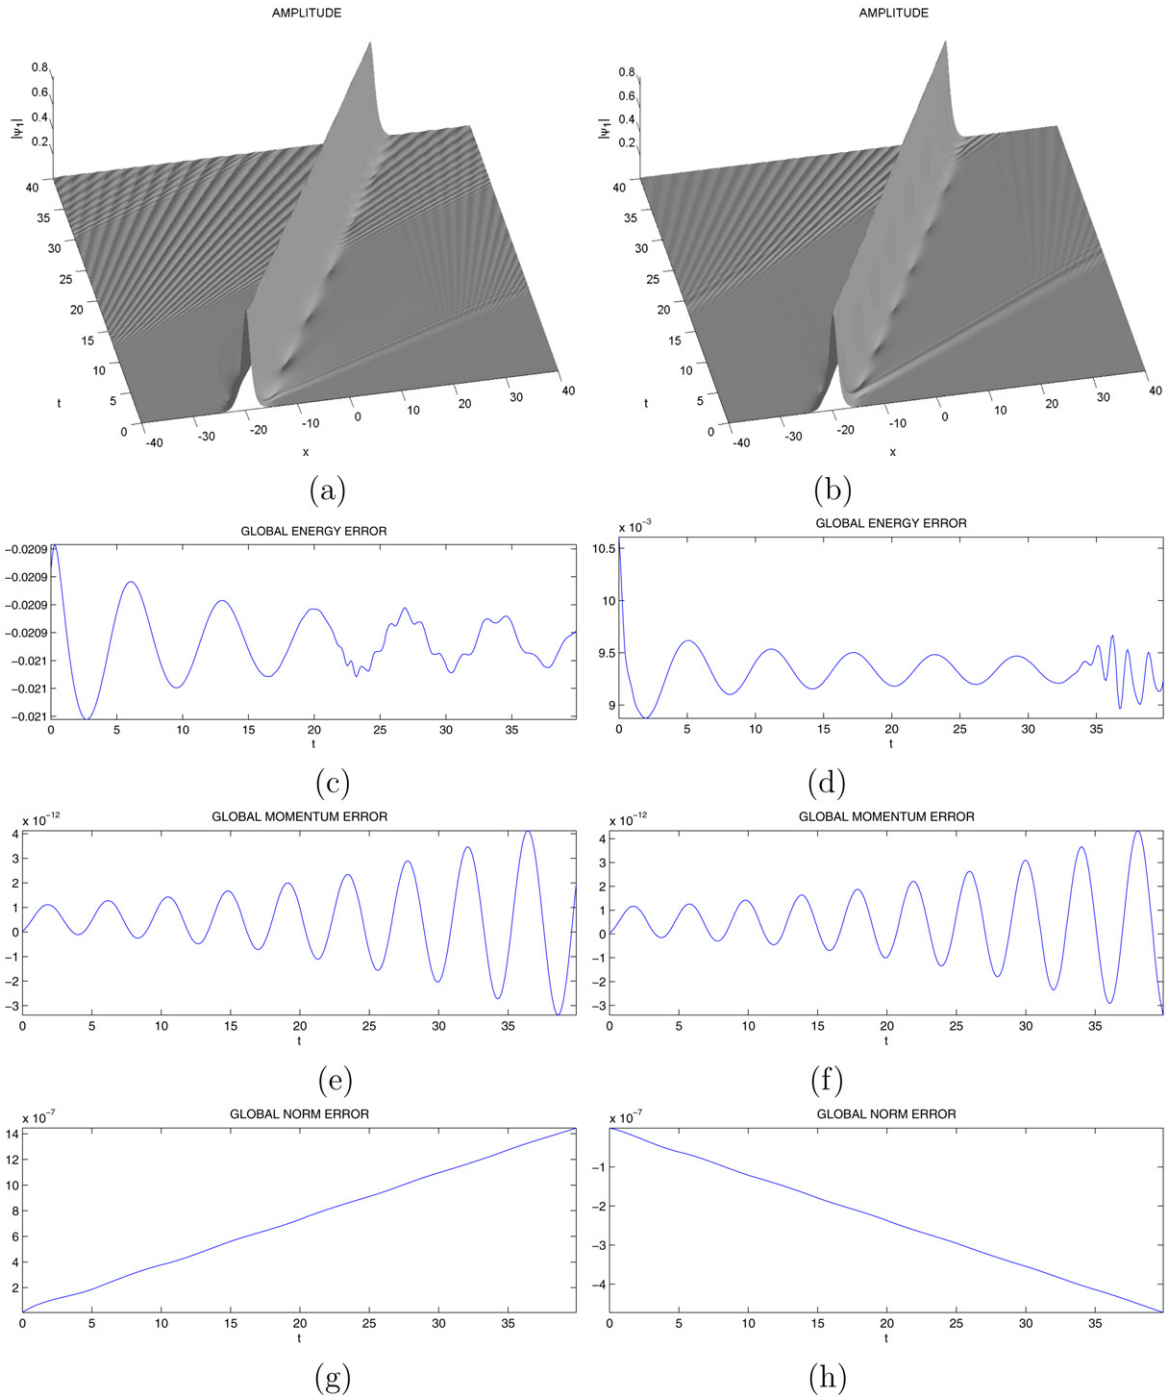 AMPLITUDE
AMPLITUDE
|ψ₁|
0.8
0.6
0.4
0.2
40
35
30
25
20
15
10
5
0
t
-40
-30
-20
-10
0
10
20
30
40
x
|ψ₁|
0.8
0.6
0.4
0.2
40
35
30
25
20
15
10
5
0
t
-40
-30
-20
-10
0
10
20
30
40
x
(a)
(b)
GLOBAL ENERGY ERROR
−0.0209
−0.0209
−0.0209
−0.0209
−0.021
−0.021
−0.021
0 5 10 15 20 25 30 35
t
GLOBAL ENERGY ERROR
x 10⁻³
10.5
10
9.5
9
0 5 10 15 20 25 30 35
t
(c)
(d)
GLOBAL MOMENTUM ERROR
x 10⁻¹²
4
3
2
1
0
−1
−2
−3
0 5 10 15 20 25 30 35
t
GLOBAL MOMENTUM ERROR
x 10⁻¹²
4
3
2
1
0
−1
−2
−3
0 5 10 15 20 25 30 35
t
(e)
(f)
GLOBAL NORM ERROR
x 10⁻⁷
14
12
10
8
6
4
2
0 5 10 15 20 25 30 35
t
GLOBAL NORM ERROR
x 10⁻⁷
−1
−2
−3
−4
0 5 10 15 20 25 30 35
t
(g)
(h)